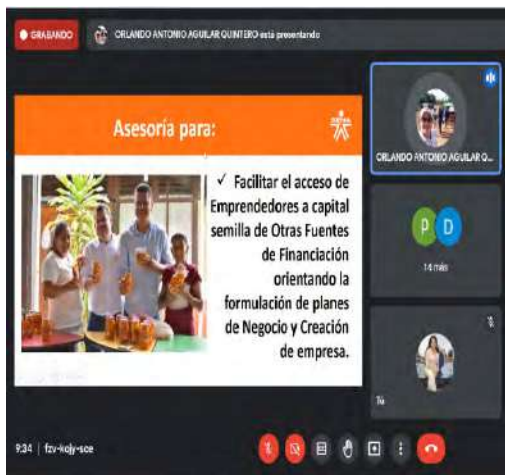 GRABANDO
ORLANDO ANTONIO AGUILAR QUINTERO está presentando
Asesoría para:
✓ Facilitar el acceso de
Emprendedores a capital
semilla de Otras Fuentes
de Financiación
orientando la
formulación de planes
de Negocio y Creación
de empresa.
ORLANDO ANTONIO AGUILAR Q...
P D
14 más
Tú
9:34 | fzv-kojy-sce